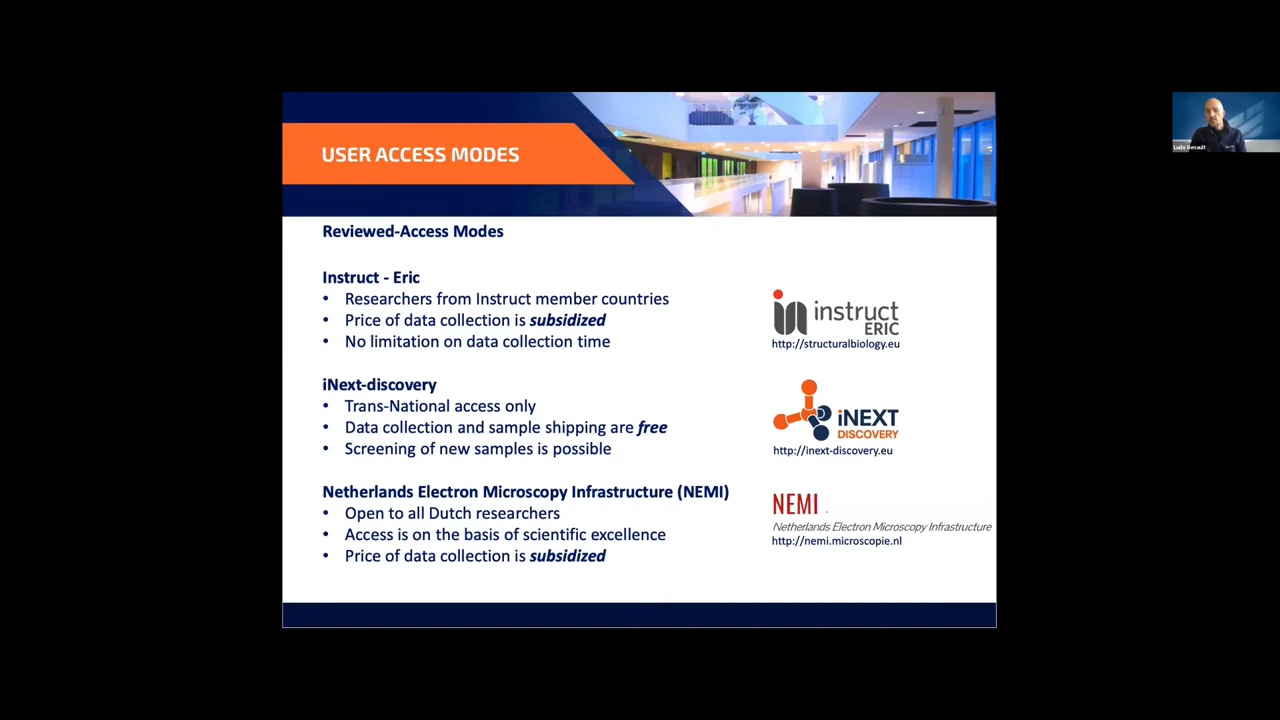 USER ACCESS MODES
Ludo Renault
Reviewed-Access Modes
Instruct - Eric
• Researchers from Instruct member countries
• Price of data collection is subsidized
• No limitation on data collection time
instruct
ERIC
http://structuralbiology.eu
iNext-discovery
• Trans-National access only
• Data collection and sample shipping are free
• Screening of new samples is possible
iNEXT
DISCOVERY
http://inext-discovery.eu
Netherlands Electron Microscopy Infrastructure (NEMI)
• Open to all Dutch researchers
• Access is on the basis of scientific excellence
• Price of data collection is subsidized
NEMI
Netherlands Electron Microscopy Infrastructure
http://nemi.microscopie.nl